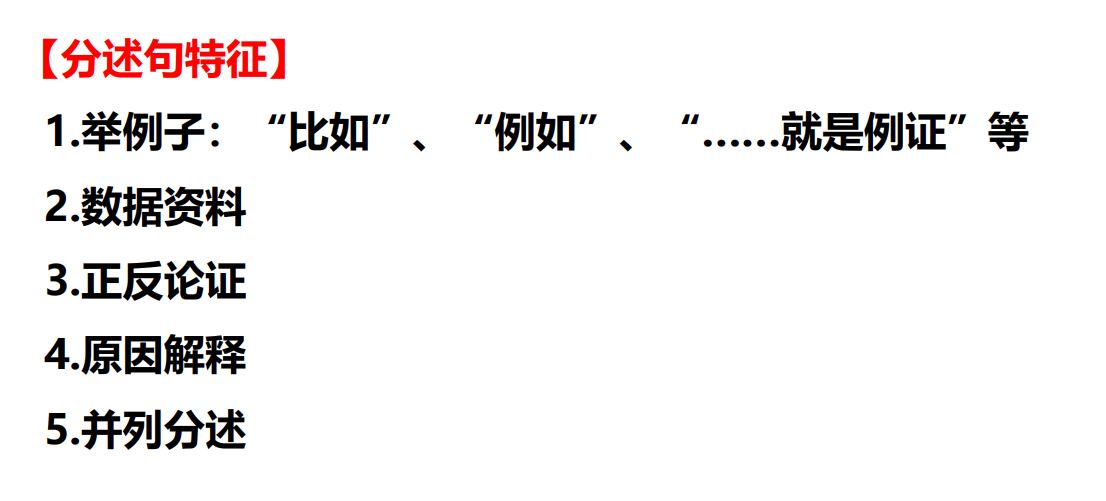 【分述句特征】
1.举例子：“比如”、“例如”、“……就是例证”等
2.数据资料
3.正反论证
4.原因解释
5.并列分述